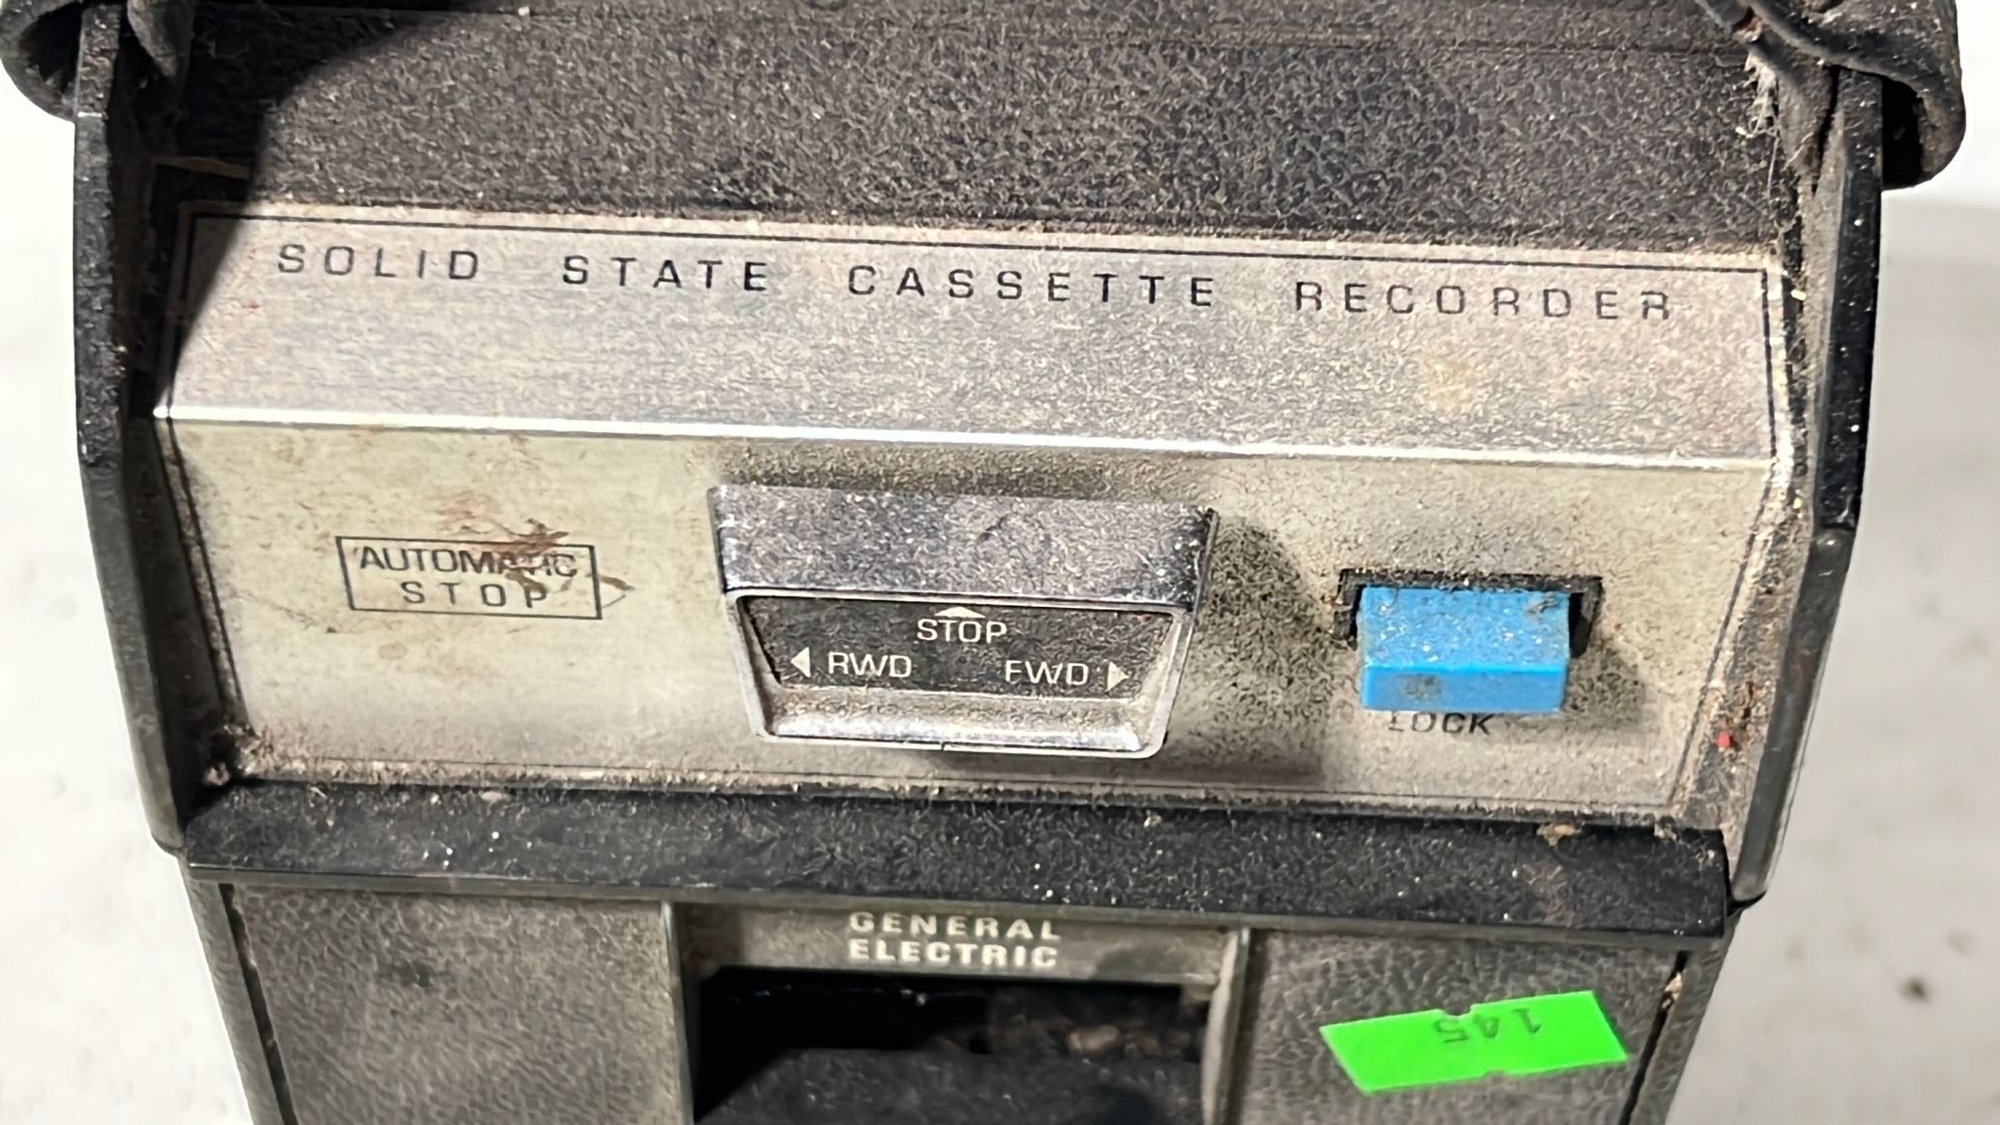 SOLID STATE CASSETTE RECORDER
AUTOMATIC
STOP
STOP
RWD FWD
LOCK
GENERAL
ELECTRIC
145